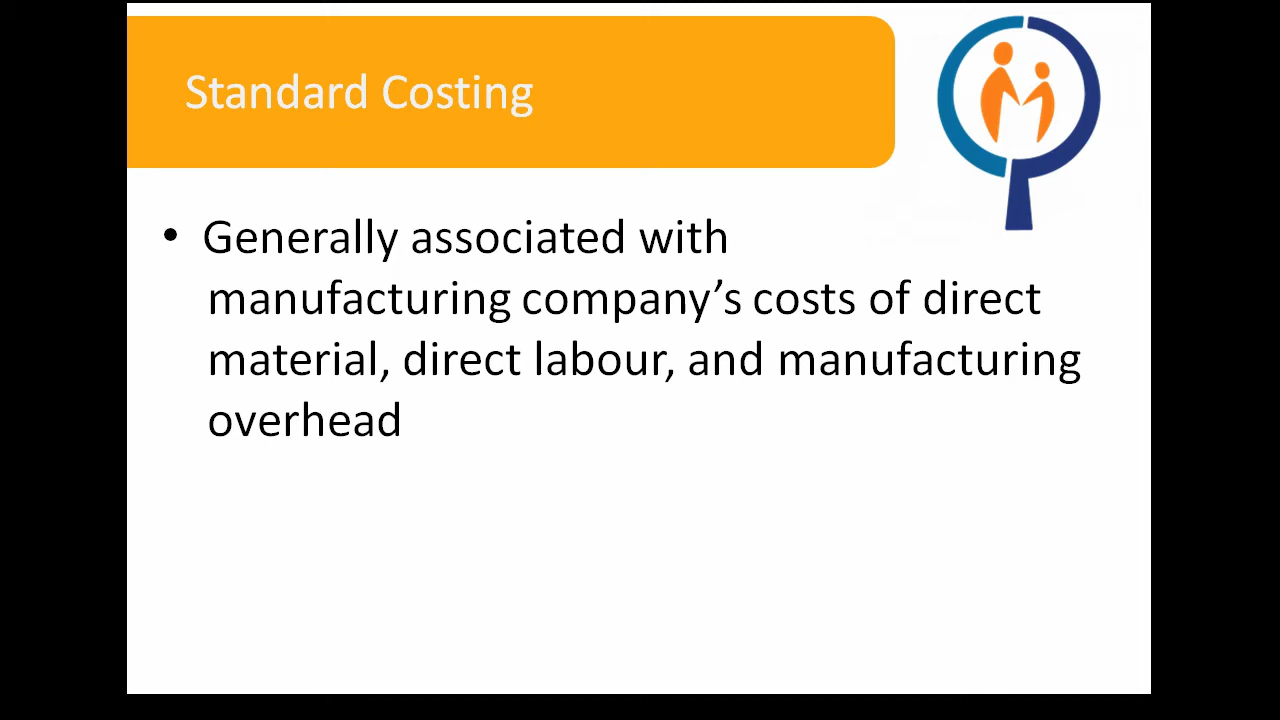 Standard Costing
• Generally associated with
manufacturing company’s costs of direct
material, direct labour, and manufacturing
overhead